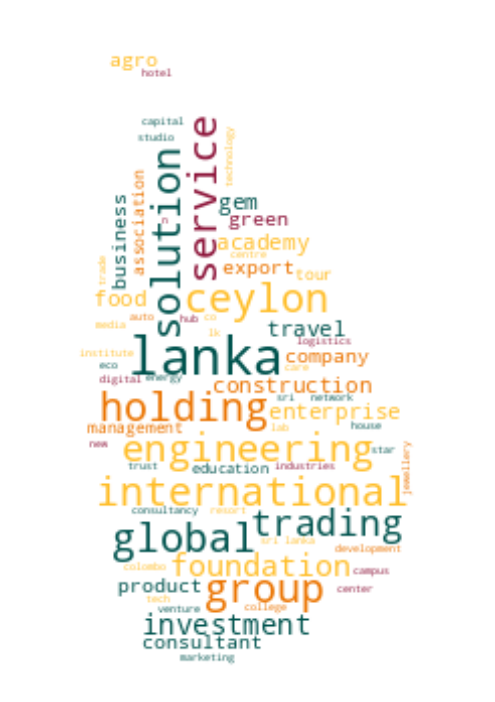 agro
hotel
capital
studio
service
solution
technology
association
business
gem
green
academy
centre
export
tour
trade
food
ceylon
auto
hub
co
media
lk
travel
logistics
lanka
institute
company
eco
care
digital
energy
construction
holding
sri
network
enterprise
management
lab
house
new
engineering
star
jewellery
trust
education
industries
international
consultancy
resort
trading
global
sri lanka
development
colombo
foundation
campus
product
group
center
tech
venture
college
investment
consultant
marketing